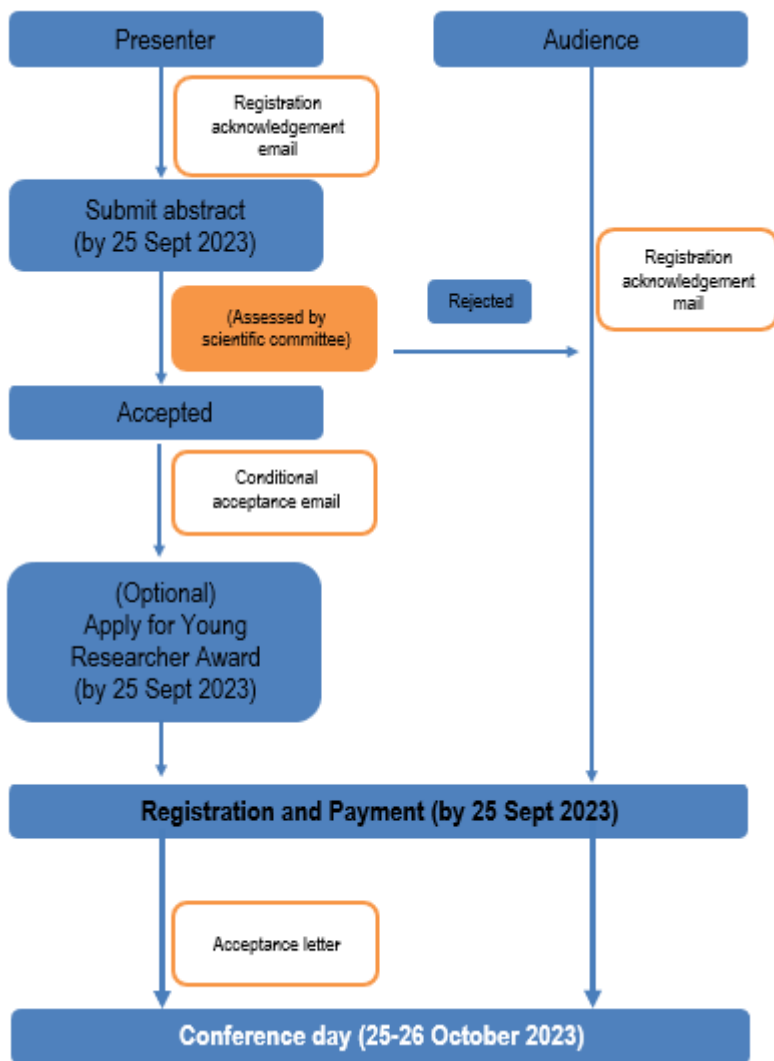 Presenter
Audience
Registration
acknowledgement
email
Submit abstract
(by 25 Sept 2023)
Registration
acknowledgement
mail
(Assessed by
scientific committee)
Rejected
Accepted
Conditional
acceptance email
(Optional)
Apply for Young
Researcher Award
(by 25 Sept 2023)
Registration and Payment (by 25 Sept 2023)
Acceptance letter
Conference day (25-26 October 2023)